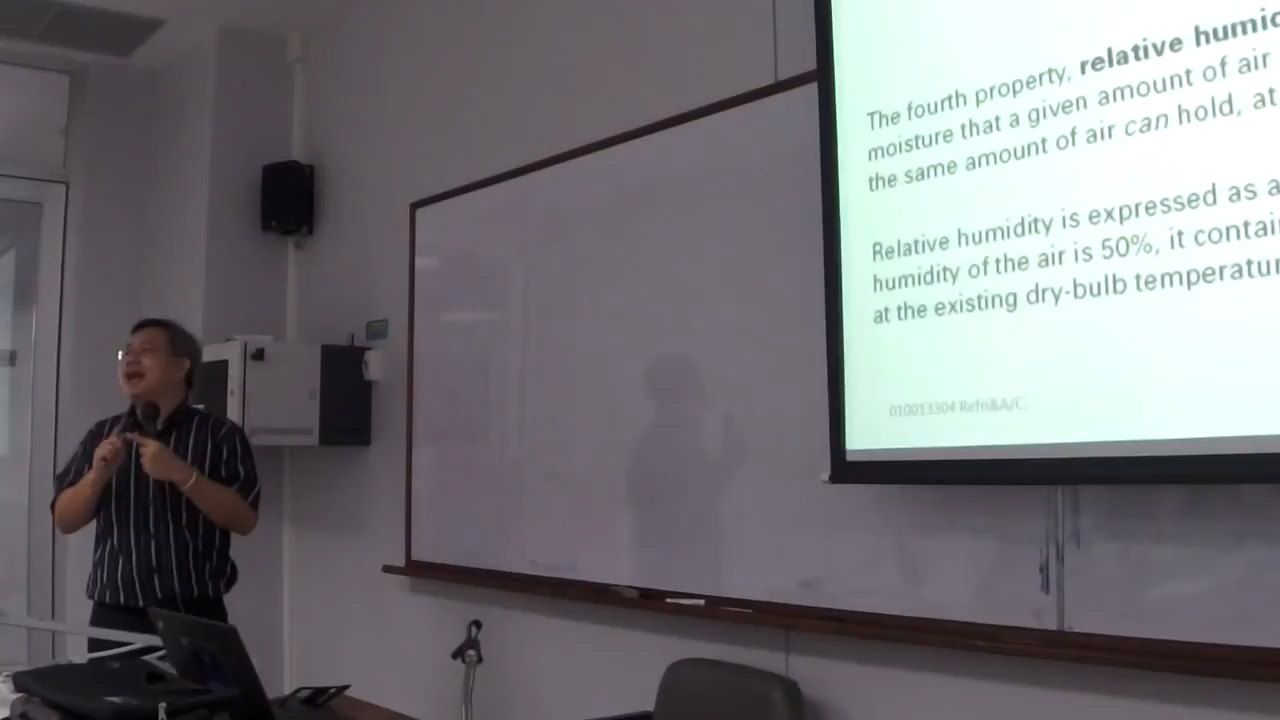 The fourth property, relative humid
moisture that a given amount of air
the same amount of air can hold, at
Relative humidity is expressed as a
humidity of the air is 50%, it contai
at the existing dry-bulb temperatur
010013304 Refri&A/C